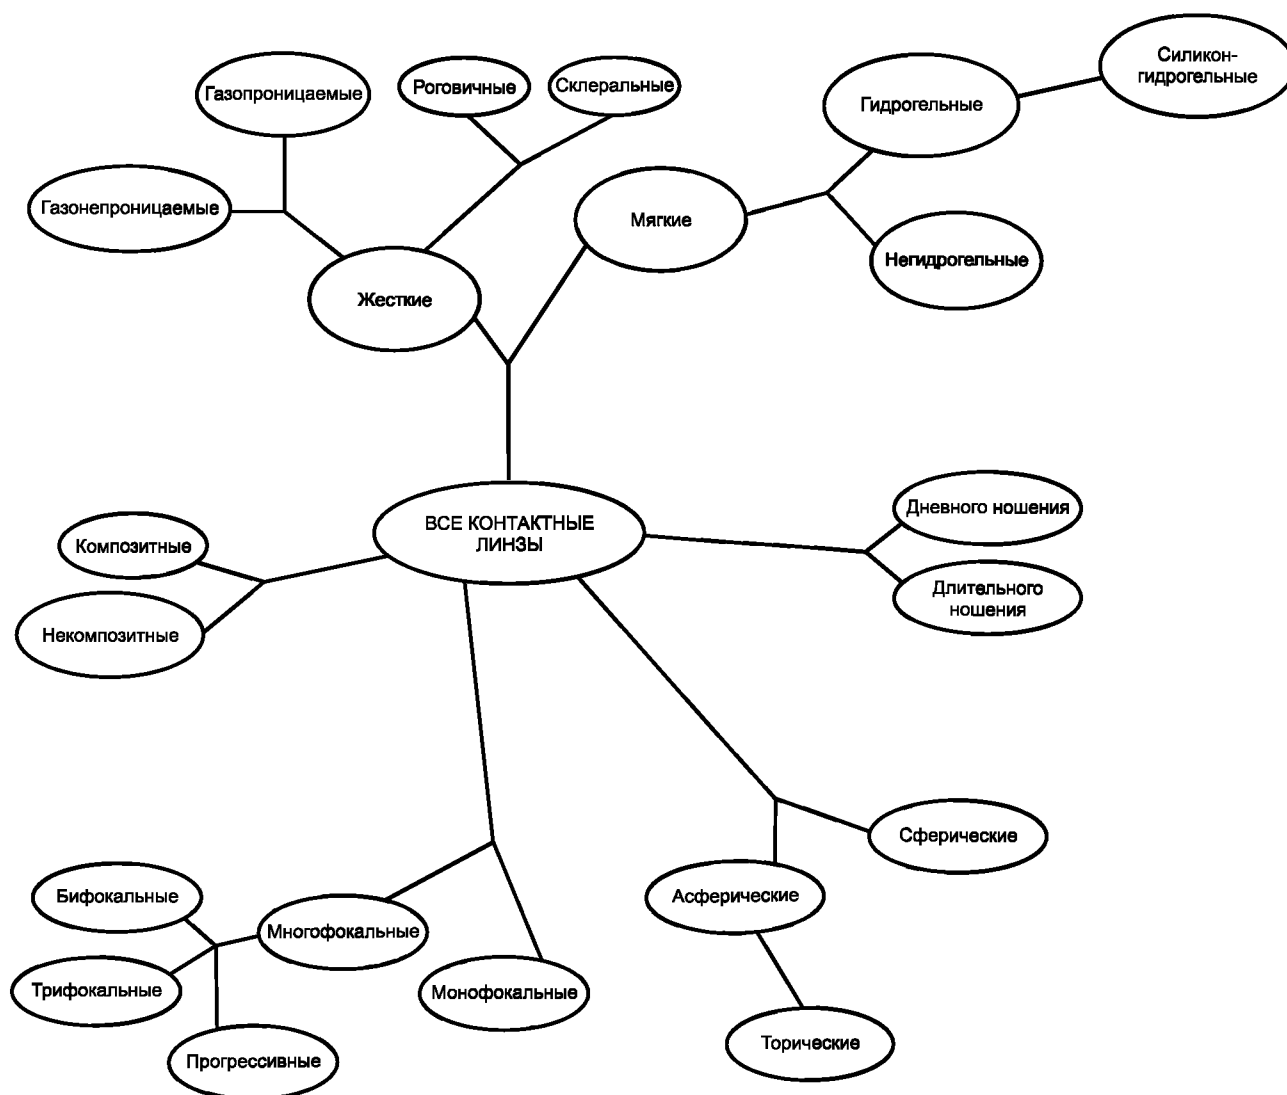 Силикон-
гидрогельные
Газопроницаемые
Роговичные
Склеральные
Гидрогельные
Газонепроницаемые
Мягкие
Негидрогельные
Жесткие
ВСЕ КОНТАКТНЫЕ
ЛИНЗЫ
Дневного ношения
Композитные
Длительного
ношения
Некомпозитные
Сферические
Бифокальные
Асферические
Многофокальные
Трифокальные
Монофокальные
Торические
Прогрессивные